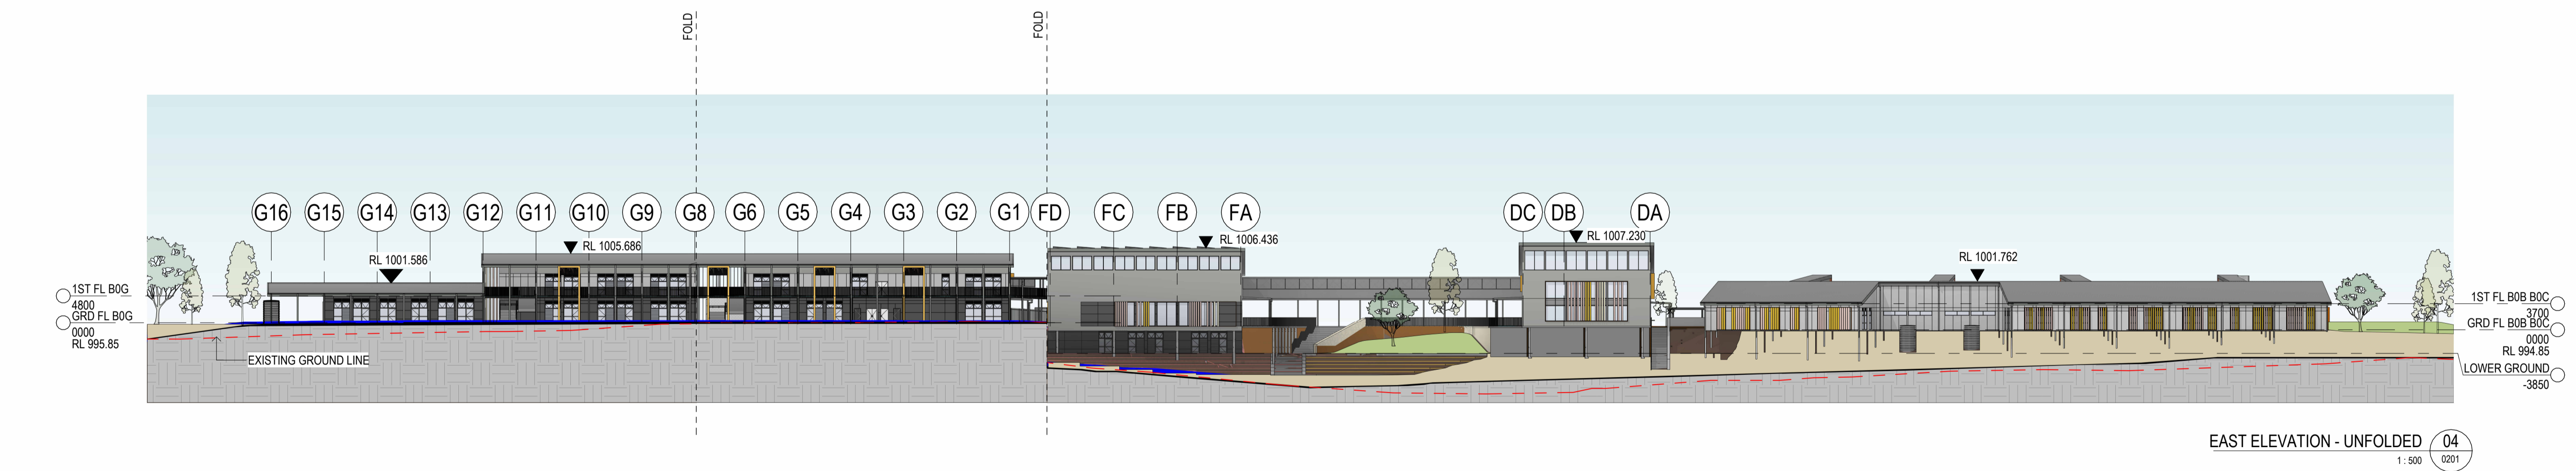 FOLD
FOLD
G16 G15 G14 G13 G12 G11 G10 G9 G8 G6 G5 G4 G3 G2 G1 FD FC FB FA DC DB DA
RL 1005.686
RL 1006.436
RL 1007.230
RL 1001.586
RL 1001.762
1ST FL B0G
4800
GRD FL B0G
0000
RL 995.85
EXISTING GROUND LINE
1ST FL B0B B0C
3700
GRD FL B0B B0C
0000
RL 994.85
LOWER GROUND
-3850
EAST ELEVATION - UNFOLDED
04
1 : 500
0201